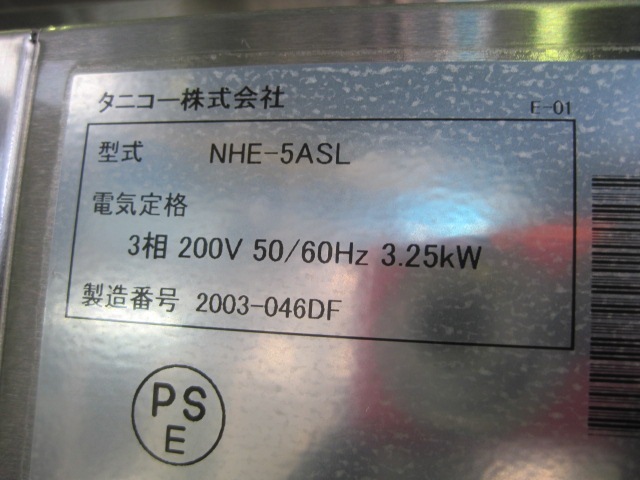 タニコー株式会社 E-01
型式 NHE-5ASL
電気定格
3相 200V 50/60Hz 3.25kW
製造番号 2003-046DF
PS
E